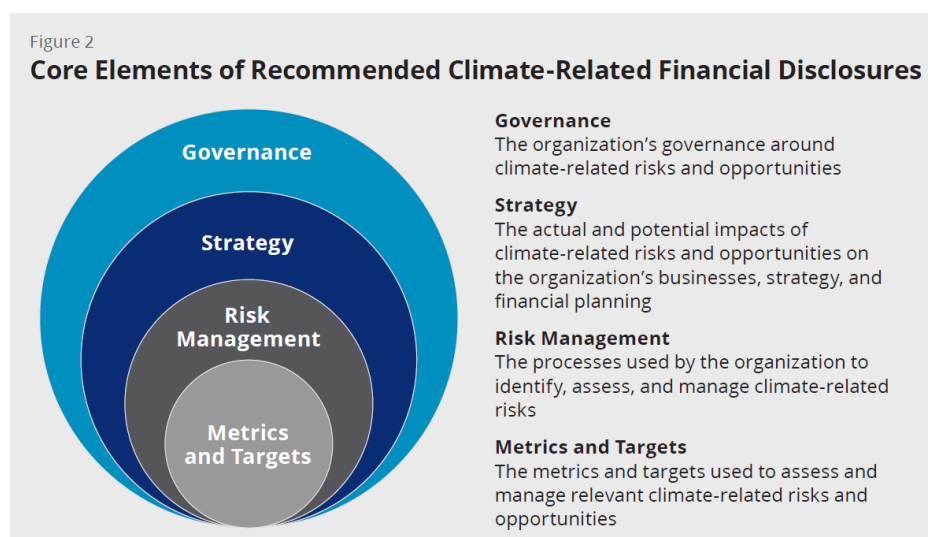 Figure 2
Core Elements of Recommended Climate-Related Financial Disclosures
Governance
Strategy
Risk
Management
Metrics
and Targets
Governance
The organization’s governance around
climate-related risks and opportunities
Strategy
The actual and potential impacts of
climate-related risks and opportunities on
the organization’s businesses, strategy, and
financial planning
Risk Management
The processes used by the organization to
identify, assess, and manage climate-related
risks
Metrics and Targets
The metrics and targets used to assess and
manage relevant climate-related risks and
opportunities